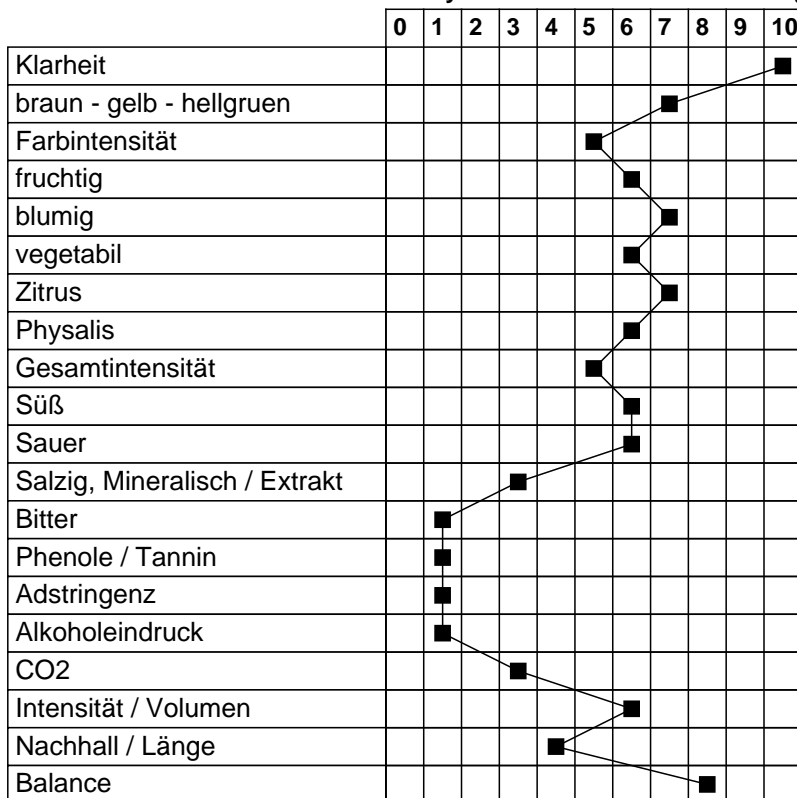 0 1 2 3 4 5 6 7 8 9 10
Klarheit
braun - gelb - hellgruen
Farbintensität
fruchtig
blumig
vegetabil
Zitrus
Physalis
Gesamtintensität
Süß
Sauer
Salzig, Mineralisch / Extrakt
Bitter
Phenole / Tannin
Adstringenz
Alkoholeindruck
CO2
Intensität / Volumen
Nachhall / Länge
Balance